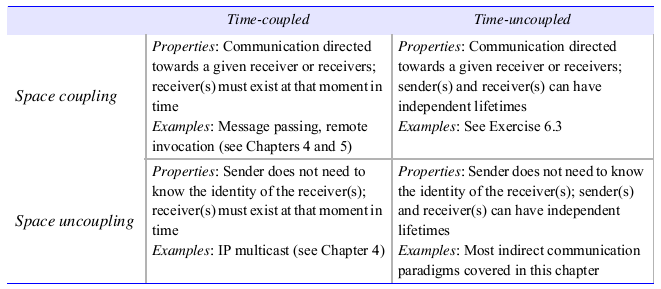 Time-coupled
Time-uncoupled
Space coupling
Properties: Communication directed
towards a given receiver or receivers;
receiver(s) must exist at that moment in
time
Examples: Message passing, remote
invocation (see Chapters 4 and 5)
Properties: Communication directed
towards a given receiver or receivers;
sender(s) and receiver(s) can have
independent lifetimes
Examples: See Exercise 6.3
Space uncoupling
Properties: Sender does not need to
know the identity of the receiver(s);
receiver(s) must exist at that moment in
time
Examples: IP multicast (see Chapter 4)
Properties: Sender does not need to know
the identity of the receiver(s); sender(s)
and receiver(s) can have independent
lifetimes
Examples: Most indirect communication
paradigms covered in this chapter